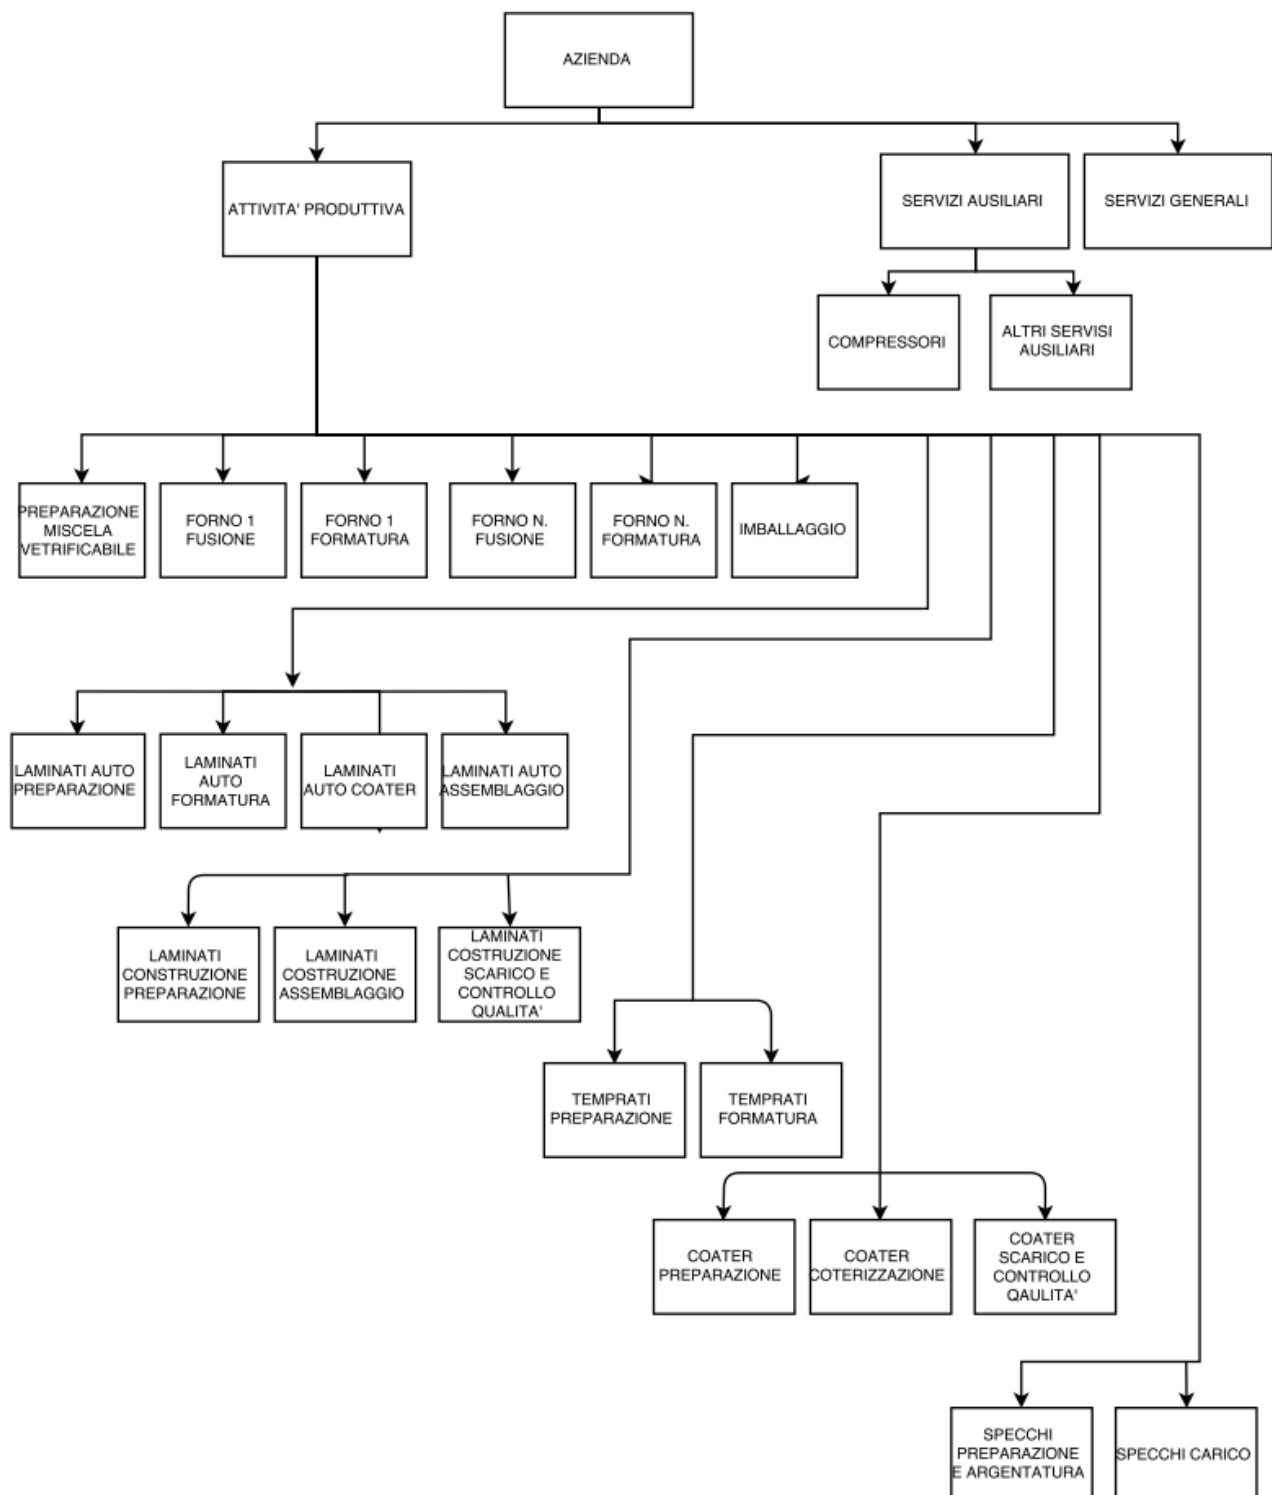 AZIENDA
ATTIVITA' PRODUTTIVA
SERVIZI AUSILIARI
SERVIZI GENERALI
COMPRESSORI
ALTRI SERVISI
AUSILIARI
PREPARAZIONE
MISCELA
VETRIFICABILE
FORNO 1
FUSIONE
FORNO 1
FORMATURA
FORNO N.
FUSIONE
FORNO N.
FORMATURA
IMBALLAGGIO
LAMINATI AUTO
PREPARAZIONE
LAMINATI
AUTO
FORMATURA
LAMINATI
AUTO COATER
LAMINATI AUTO
ASSEMBLAGGIO
LAMINATI
CONSTRUZIONE
PREPARAZIONE
LAMINATI
COSTRUZIONE
ASSEMBLAGGIO
LAMINATI
COSTRUZIONE
SCARICO E
CONTROLLO
QUALITA'
TEMPRATI
PREPARAZIONE
TEMPRATI
FORMATURA
COATER
PREPARAZIONE
COATER
COTERIZZAZIONE
COATER
SCARICO E
CONTROLLO
QAULITA'
SPECCHI
PREPARAZIONE
E ARGENTATURA
SPECCHI CARICO